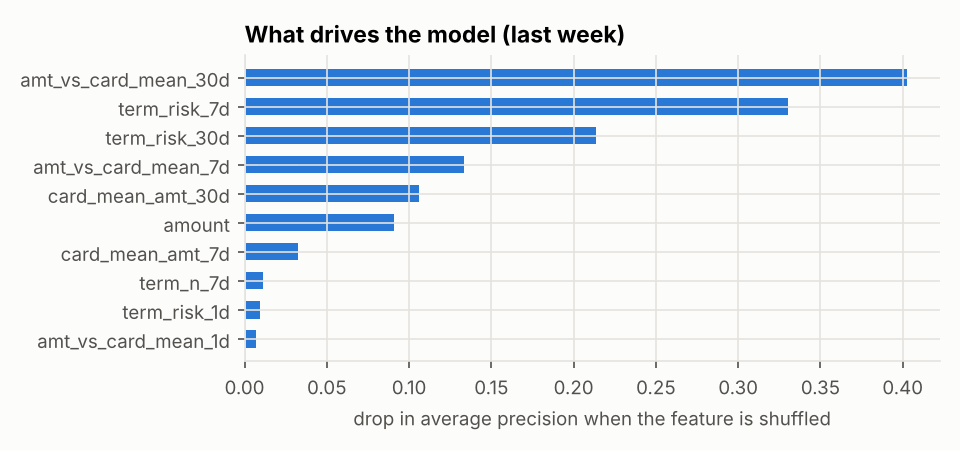 What drives the model (last week)
amt_vs_card_mean_30d
term_risk_7d
term_risk_30d
amt_vs_card_mean_7d
card_mean_amt_30d
amount
card_mean_amt_7d
term_n_7d
term_risk_1d
amt_vs_card_mean_1d
0.00 0.05 0.10 0.15 0.20 0.25 0.30 0.35 0.40
drop in average precision when the feature is shuffled